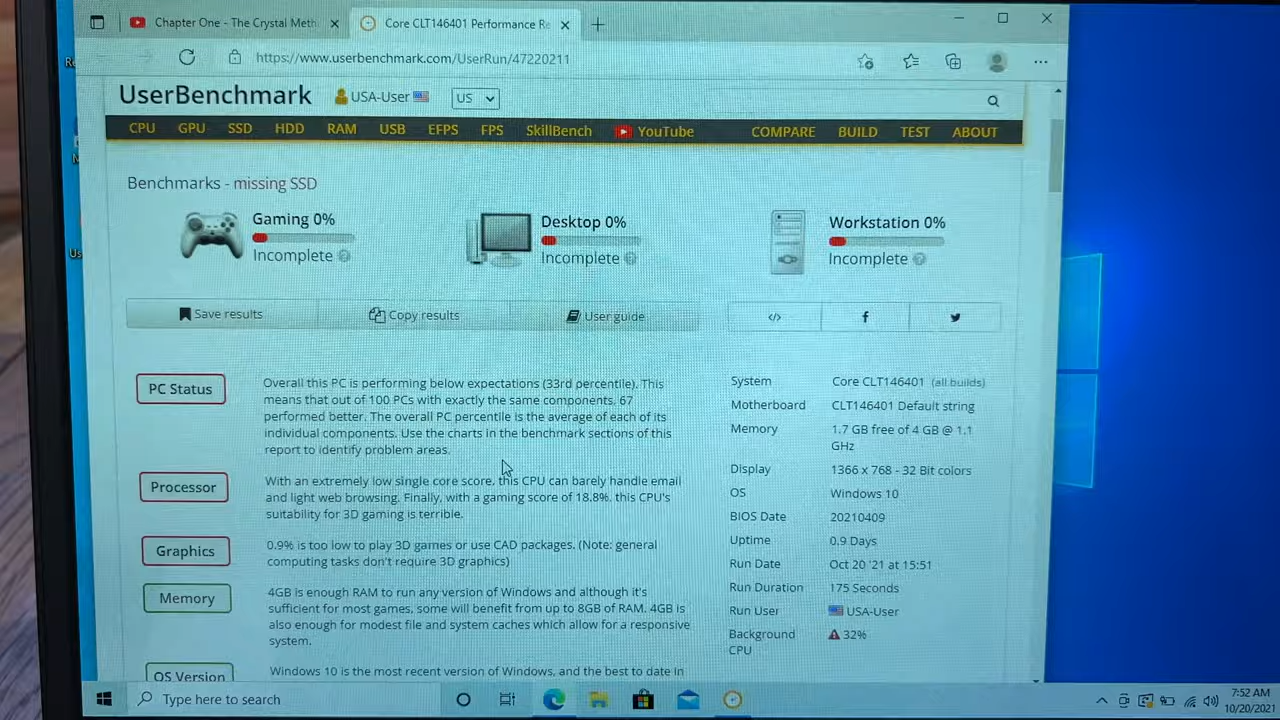 Chapter One - The Crystal Meth
Core CLT146401 Performance Re
https://www.userbenchmark.com/UserRun/47220211
UserBenchmark
USA-User
US
CPU GPU SSD HDD RAM USB EFPS FPS SkillBench YouTube COMPARE BUILD TEST ABOUT
Benchmarks - missing SSD
Gaming 0%
Incomplete ?
Desktop 0%
Incomplete ?
Workstation 0%
Incomplete ?
Save results
Copy results
User guide
</>
f
PC Status
Overall this PC is performing below expectations (33rd percentile). This
means that out of 100 PCs with exactly the same components, 67
performed better. The overall PC percentile is the average of each of its
individual components. Use the charts in the benchmark sections of this
report to identify problem areas.
Processor
With an extremely low single core score, this CPU can barely handle email
and light web browsing. Finally, with a gaming score of 18.8%, this CPU's
suitability for 3D gaming is terrible.
Graphics
0.9% is too low to play 3D games or use CAD packages. (Note: general
computing tasks don't require 3D graphics)
Memory
4GB is enough RAM to run any version of Windows and although it's
sufficient for most games, some will benefit from up to 8GB of RAM. 4GB is
also enough for modest file and system caches which allow for a responsive
system.
OS Version
Windows 10 is the most recent version of Windows, and the best to date in
System Core CLT146401 (all builds)
Motherboard CLT146401 Default string
Memory 1.7 GB free of 4 GB @ 1.1
GHz
Display 1366 x 768 - 32 Bit colors
OS Windows 10
BIOS Date 20210409
Uptime 0.9 Days
Run Date Oct 20 '21 at 15:51
Run Duration 175 Seconds
Run User USA-User
Background 32%
CPU
Re
Us
Type here to search
7:52 AM
10/20/2021